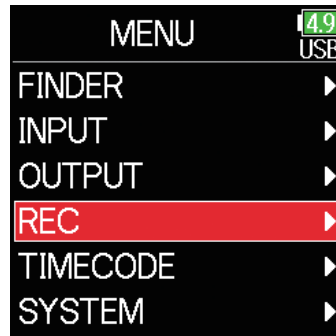 MENU
4.9
USB
FINDER
INPUT
OUTPUT
REC
TIMECODE
SYSTEM